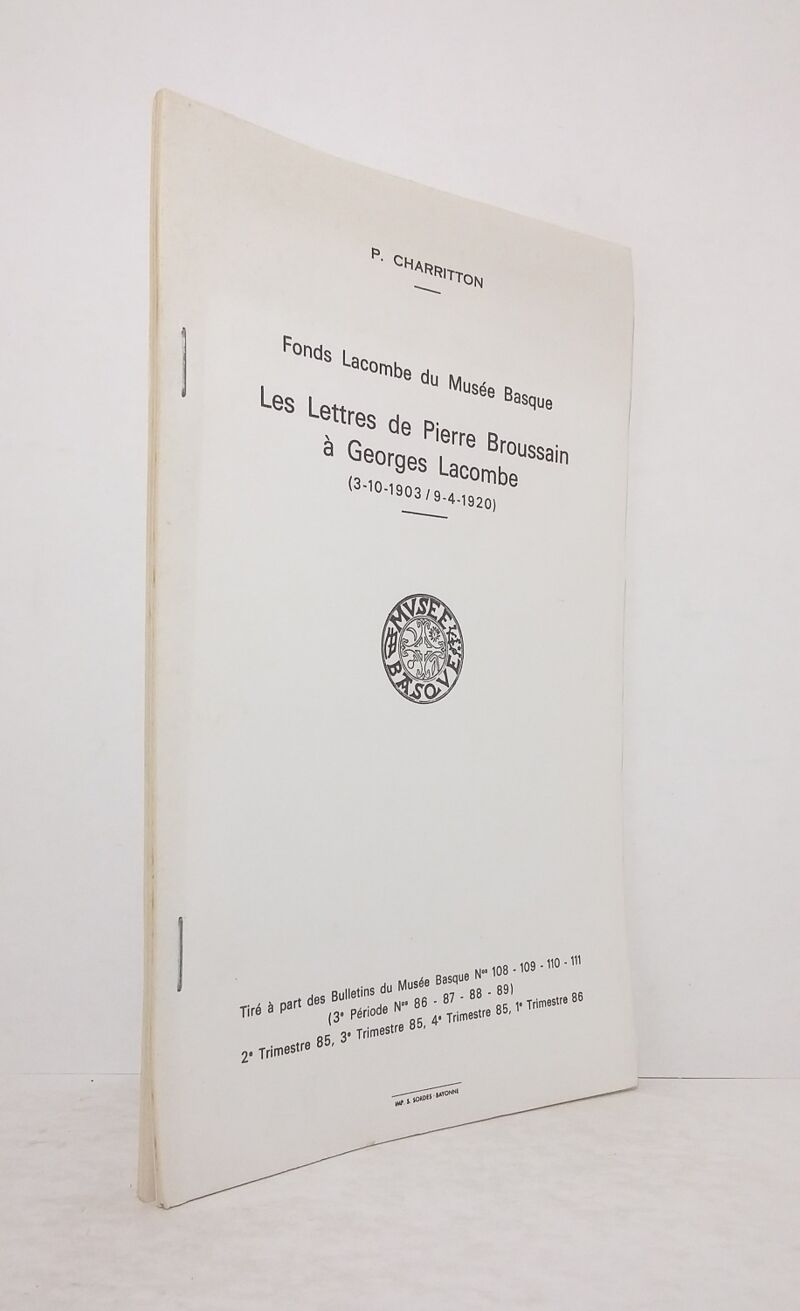 P. CHARRITTON
Fonds Lacombe du Musée Basque
Les Lettres de Pierre Broussain
à Georges Lacombe
(3-10-1903 / 9-4-1920)
MVSEE
BASQVE
Tiré à part des Bulletins du Musée Basque Nos 108 - 109 - 110 - 111
(3e Période Nos 86 - 87 - 88 - 89)
2e Trimestre 85, 3e Trimestre 85, 4e Trimestre 85, 1e Trimestre 86
IMP. S. SORDES - BAYONNE